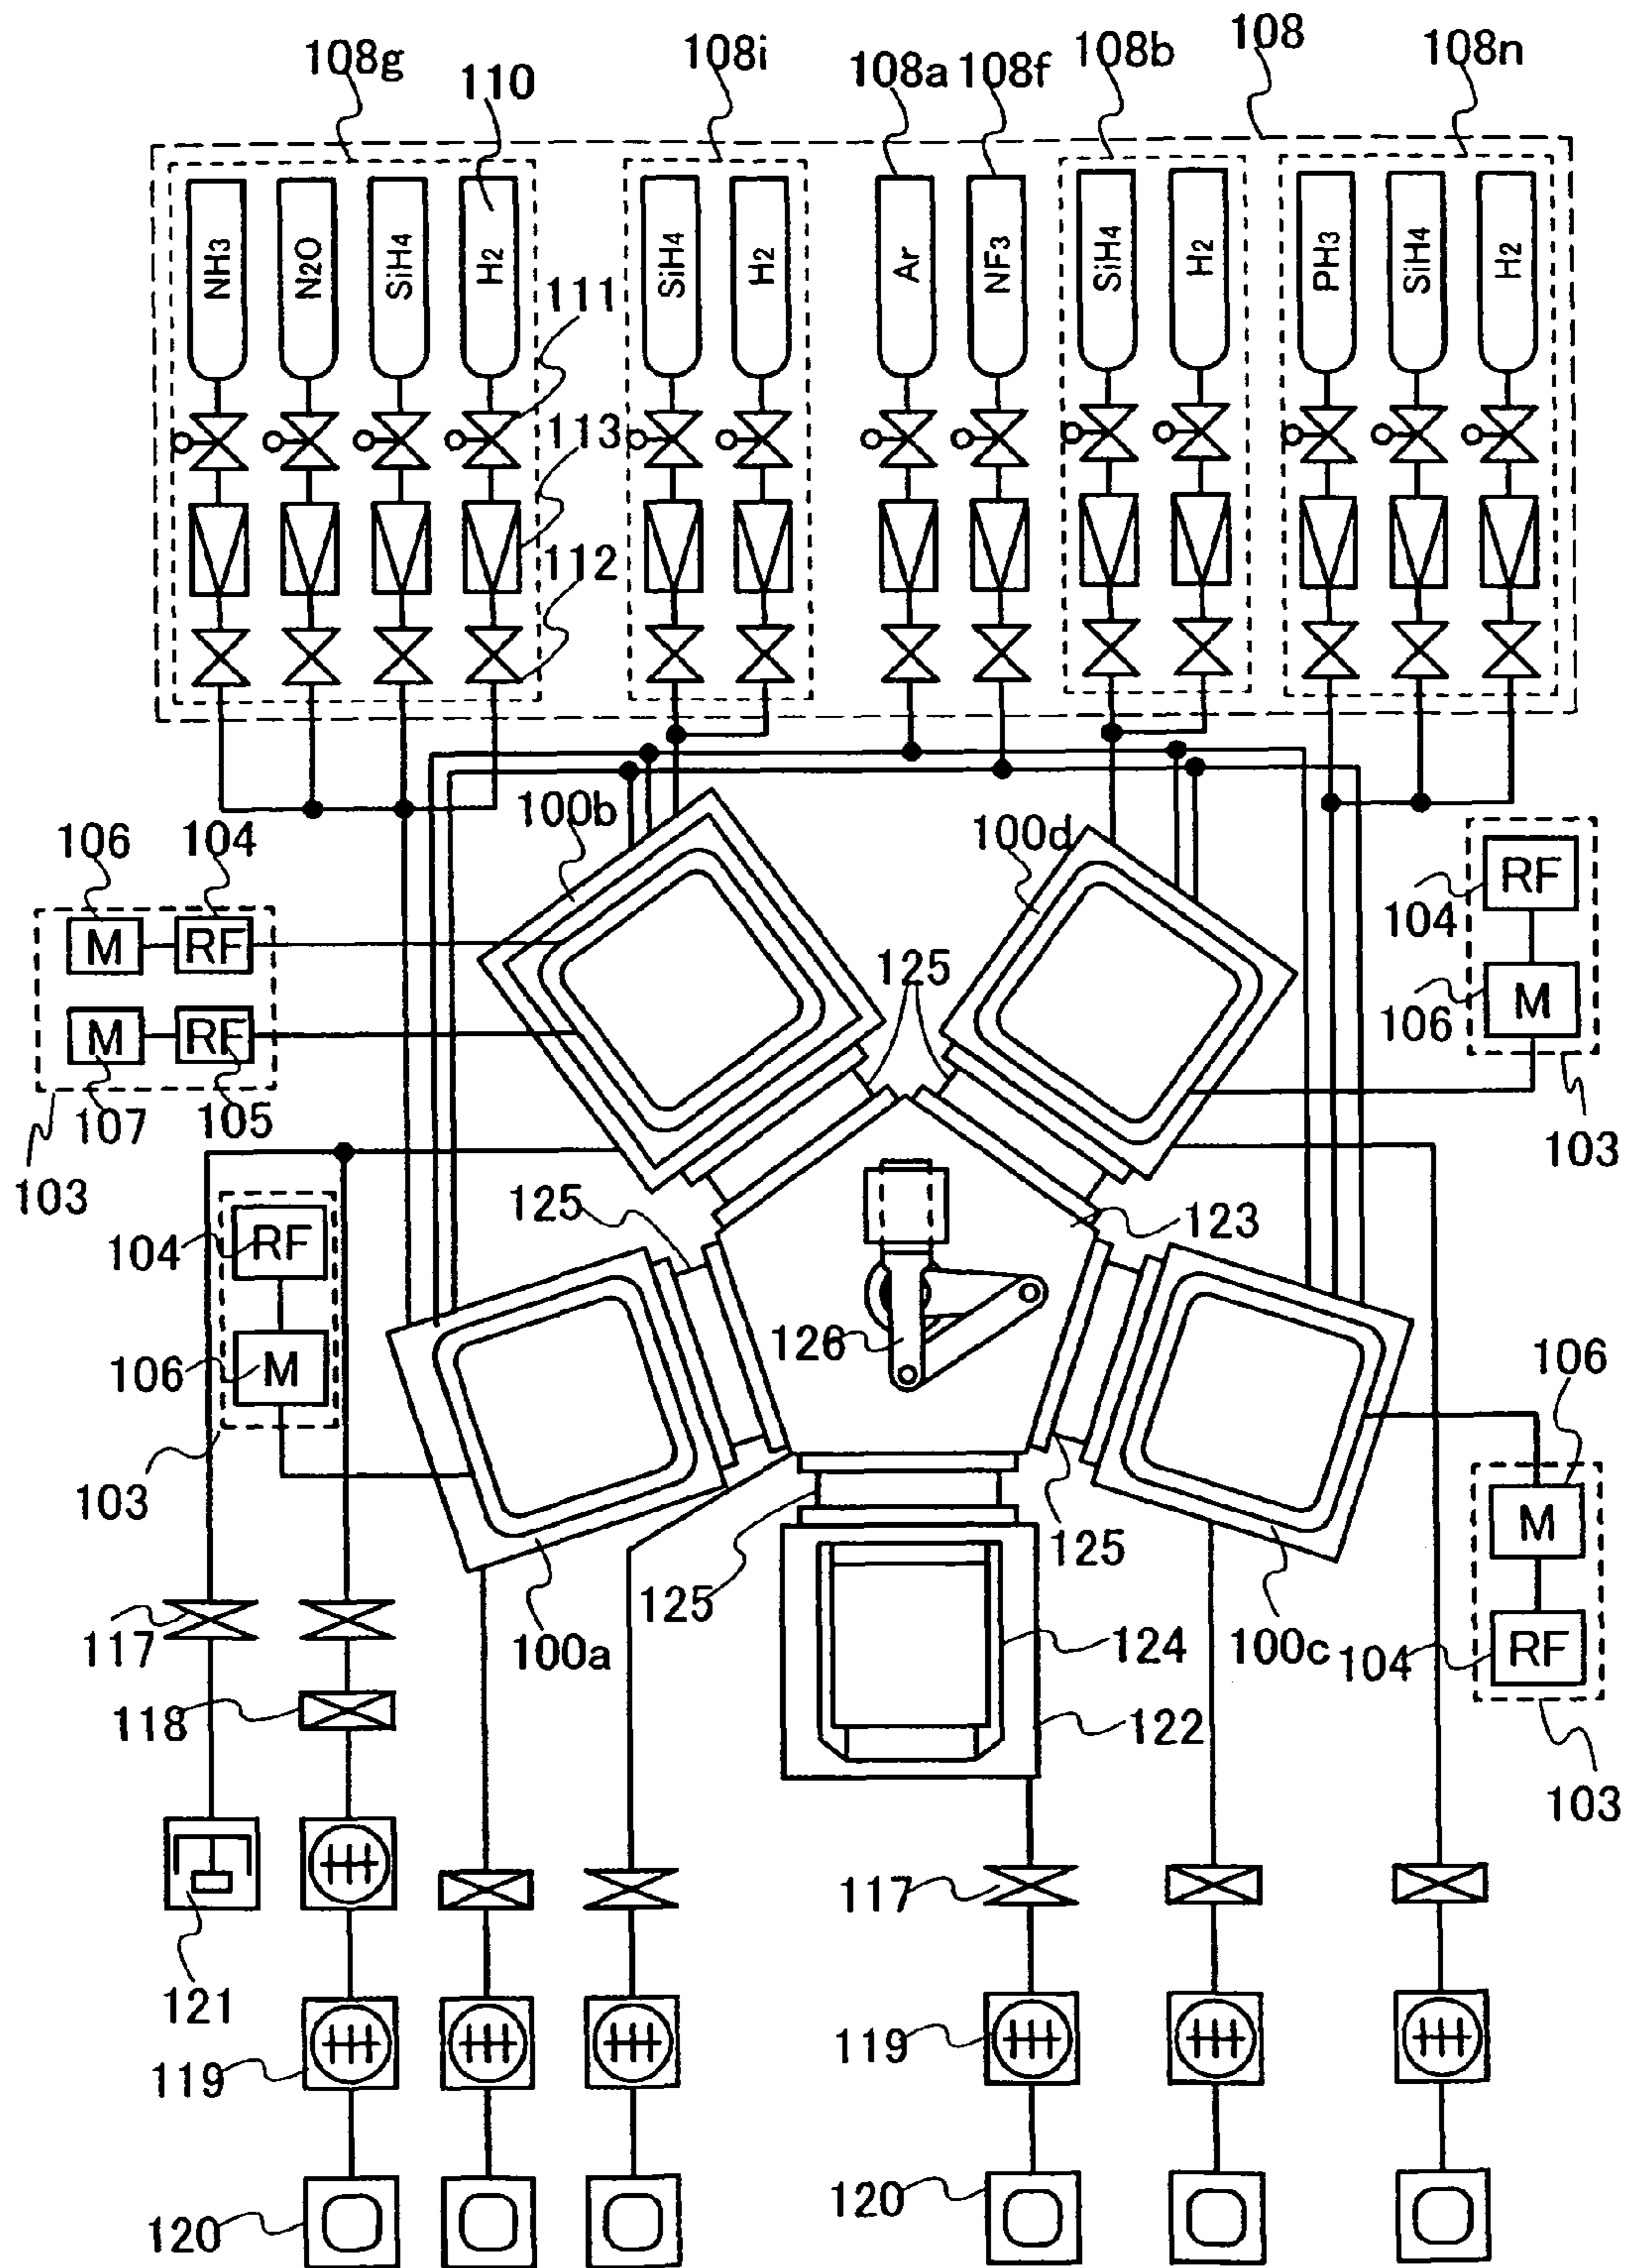 108g 110 108i 108a 108f 108b 108 108n
NH3 N2O SiH4 H2 SiH4 H2 Ar NF3 SiH4 H2 PH3 SiH4 H2
111
113
112
100b 100d
106 104
M RF
RF
104
125
M
106
M RF
107 105
103
103
125
123
104 RF
126
106 M
106
103
M
125
125
117
100a
124
100c
104 RF
118
122
103
117
121
119
119
120
120